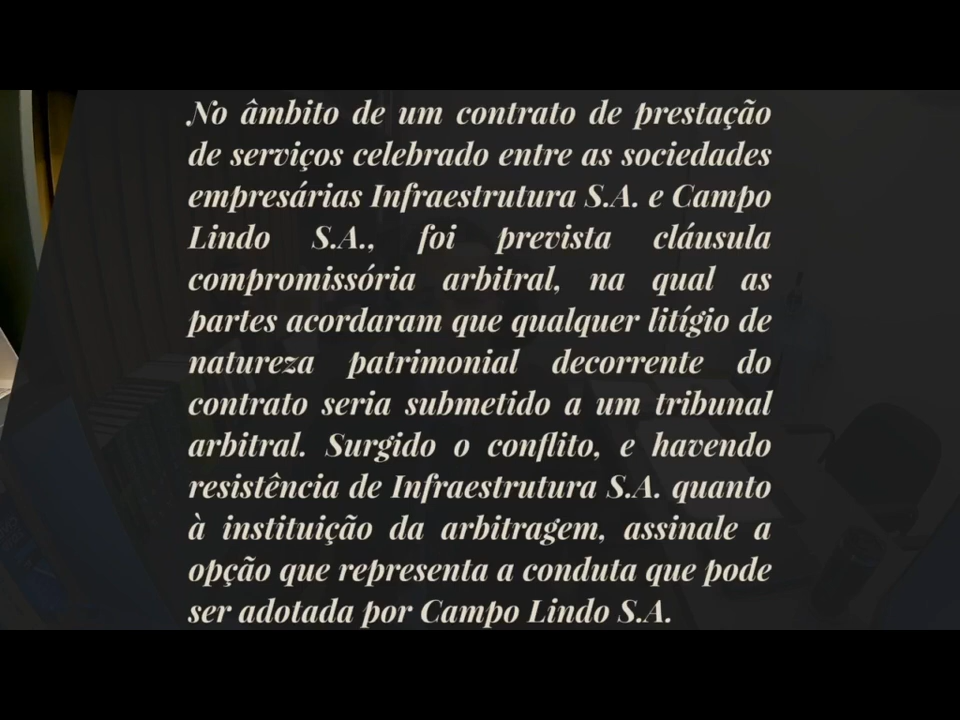 No âmbito de um contrato de prestação
de serviços celebrado entre as sociedades
empresárias Infraestrutura S.A. e Campo
Lindo S.A., foi prevista cláusula
compromissória arbitral, na qual as
partes acordaram que qualquer litígio de
natureza patrimonial decorrente do
contrato seria submetido a um tribunal
arbitral. Surgido o conflito, e havendo
resistência de Infraestrutura S.A. quanto
à instituição da arbitragem, assinale a
opção que representa a conduta que pode
ser adotada por Campo Lindo S.A.